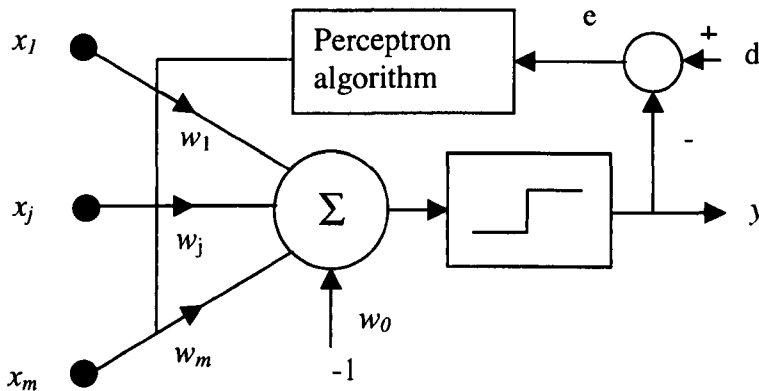 x1
e
Perceptron
algorithm
+
d
w1
-
xj
Σ
y
wj
w0
wm
xm
-1